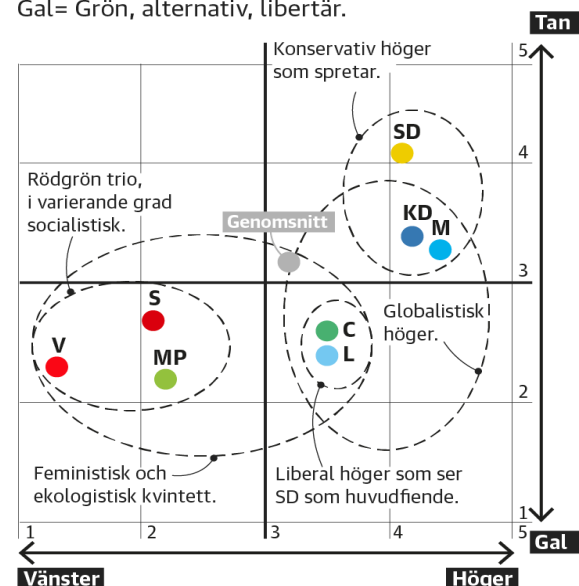 Gal= Grön, alternativ, libertär.
Tan
Konservativ höger
som spretar.
5
SD
4
Rödgrön trio,
i varierande grad
socialistisk.
Genomsnitt
KD
M
3
S
Globalistisk
höger.
C
V
MP
L
2
Feministisk och
ekologistisk kvintett.
Liberal höger som ser
SD som huvudfiende.
1
1
2
3
4
5
Gal
Vänster
Höger